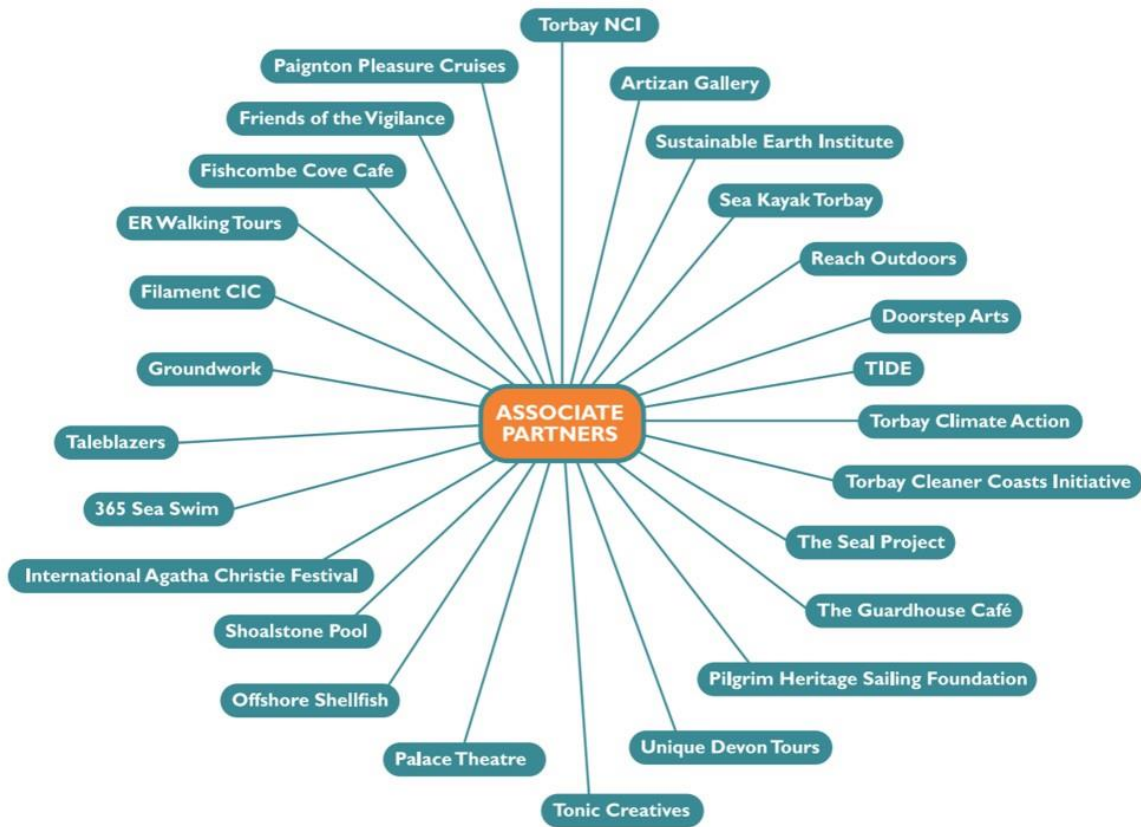 Torbay NCI
Paignton Pleasure Cruises
Artizan Gallery
Friends of the Vigilance
Sustainable Earth Institute
Fishcombe Cove Cafe
Sea Kayak Torbay
ER Walking Tours
Reach Outdoors
Filament CIC
Doorstep Arts
Groundwork
TIDE
ASSOCIATE
PARTNERS
Torbay Climate Action
Taleblazers
Torbay Cleaner Coasts Initiative
365 Sea Swim
The Seal Project
International Agatha Christie Festival
The Guardhouse Café
Shoalstone Pool
Pilgrim Heritage Sailing Foundation
Offshore Shellfish
Unique Devon Tours
Palace Theatre
Tonic Creatives